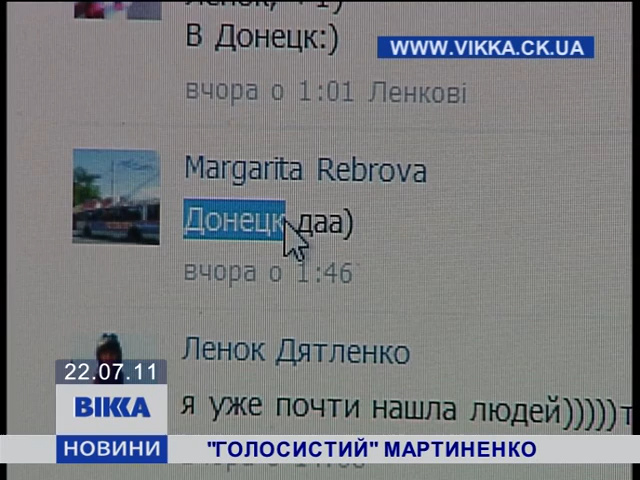 В Донецк:)
WWW.VIKKA.CK.UA
вчора о 1:01 Ленкові
Margarita Rebrova
Донецк даа)
вчора о 1:46
Ленок Дятленко
я уже почти нашла людей)))))т
22.07.11
ВІККА
НОВИНИ
"ГОЛОСИСТИЙ" МАРТИНЕНКО